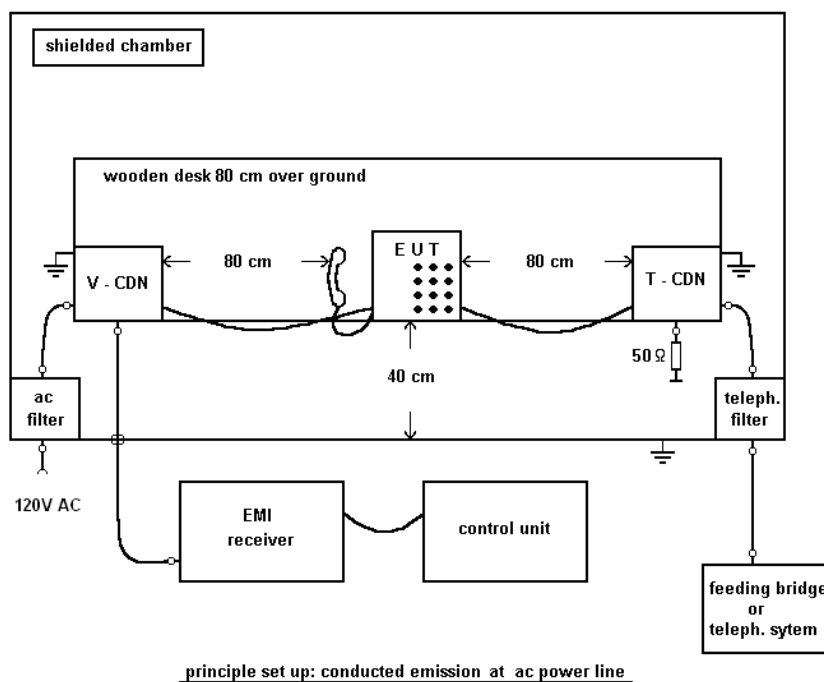 shielded chamber
wooden desk 80 cm over ground
V - CDN
80 cm
E U T
80 cm
T - CDN
50 Ω
40 cm
ac
filter
teleph.
filter
120V AC
EMI
receiver
control unit
feeding bridge
or
teleph. sytem
principle set up: conducted emission at ac power line